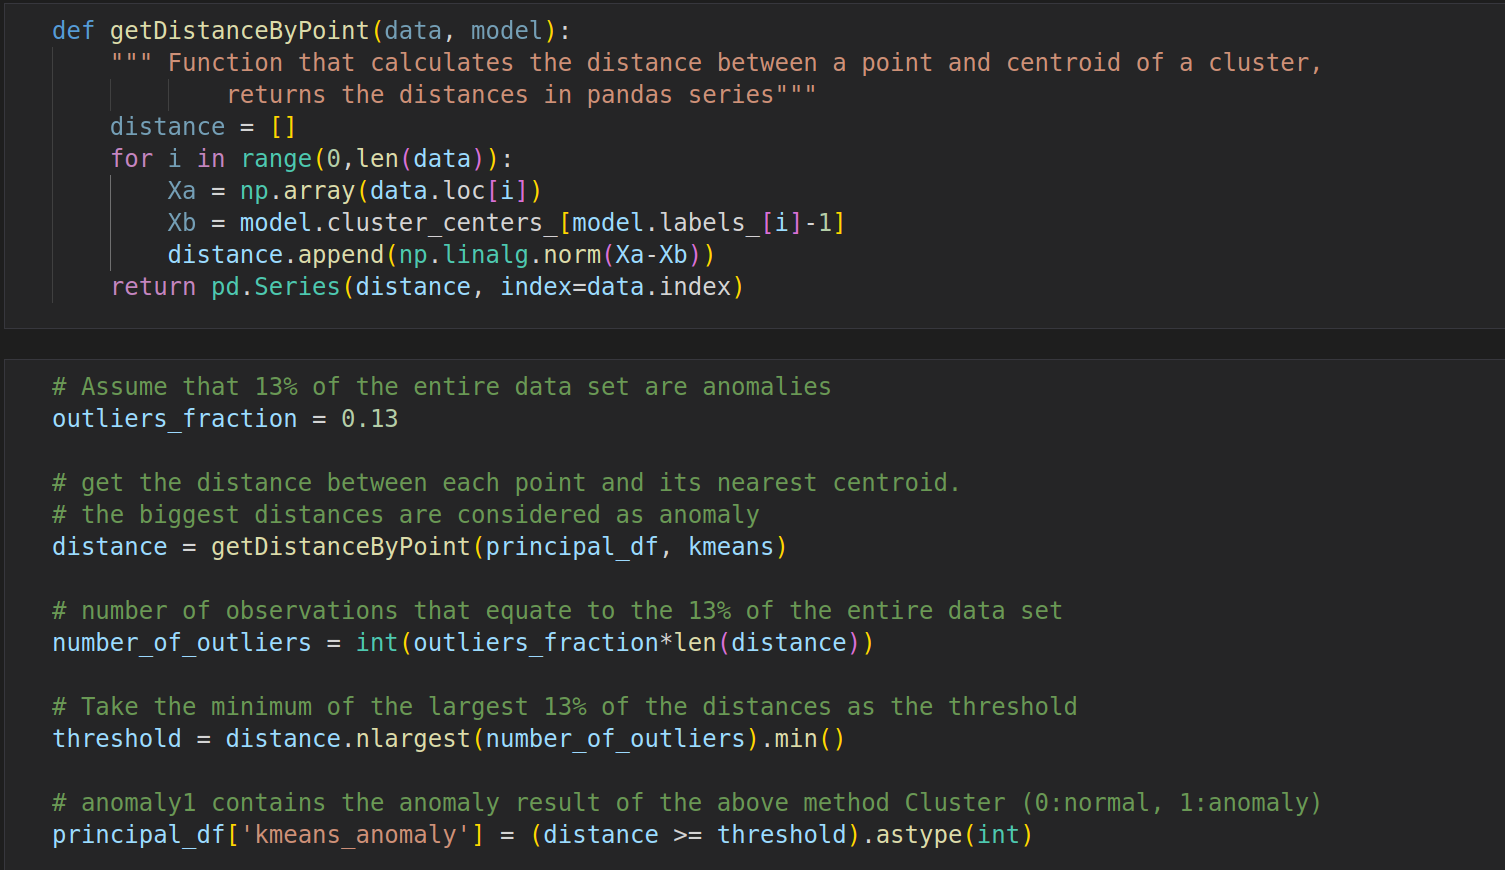 def getDistanceByPoint(data, model):
    """ Function that calculates the distance between a point and centroid of a cluster,
            returns the distances in pandas series"""
    distance = []
    for i in range(0,len(data)):
        Xa = np.array(data.loc[i])
        Xb = model.cluster_centers_[model.labels_[i]-1]
        distance.append(np.linalg.norm(Xa-Xb))
    return pd.Series(distance, index=data.index)
# Assume that 13% of the entire data set are anomalies
outliers_fraction = 0.13
# get the distance between each point and its nearest centroid.
# the biggest distances are considered as anomaly
distance = getDistanceByPoint(principal_df, kmeans)
# number of observations that equate to the 13% of the entire data set
number_of_outliers = int(outliers_fraction*len(distance))
# Take the minimum of the largest 13% of the distances as the threshold
threshold = distance.nlargest(number_of_outliers).min()
# anomaly1 contains the anomaly result of the above method Cluster (0:normal, 1:anomaly)
principal_df['kmeans_anomaly'] = (distance >= threshold).astype(int)